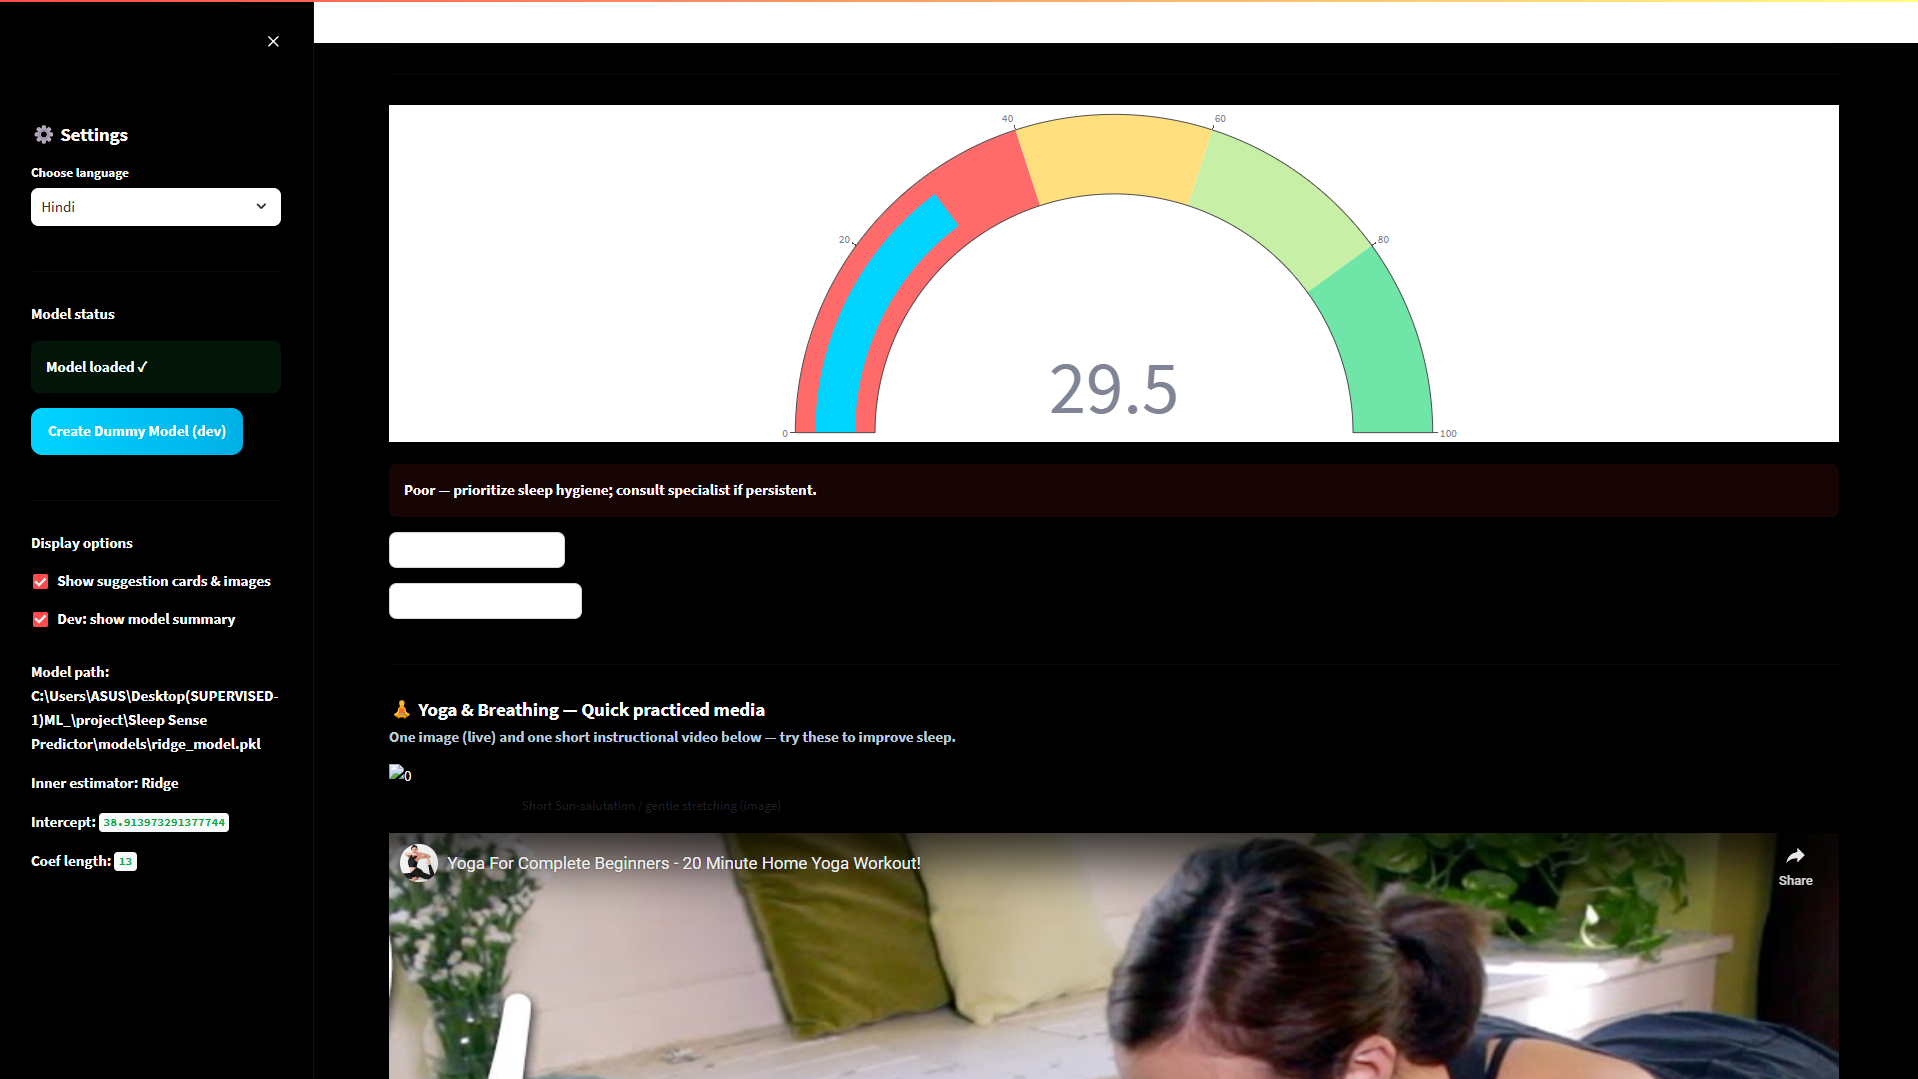 Settings
Choose language
Hindi
Model status
Model loaded ✓
Create Dummy Model (dev)
Display options
Show suggestion cards & images
Dev: show model summary
Model path:
C:\Users\ASUS\Desktop(SUPERVISED-
1)ML_\project\Sleep Sense
Predictor\models\ridge_model.pkl
Inner estimator: Ridge
Intercept: 38.913973291377744
Coef length: 13
40
60
20
80
29.5
0
100
Poor — prioritize sleep hygiene; consult specialist if persistent.
Yoga & Breathing — Quick practiced media
One image (live) and one short instructional video below — try these to improve sleep.
0
Short Sun-salutation / gentle stretching (image)
Yoga For Complete Beginners - 20 Minute Home Yoga Workout!
Share